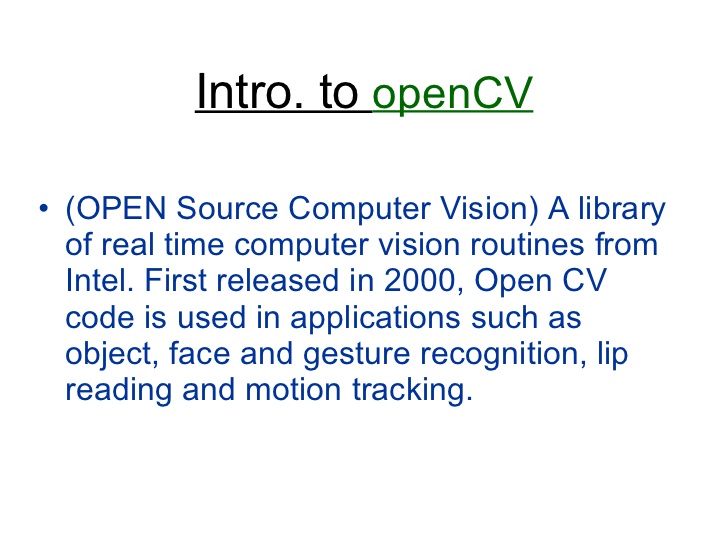 Intro. to openCV
• (OPEN Source Computer Vision) A library
of real time computer vision routines from
Intel. First released in 2000, Open CV
code is used in applications such as
object, face and gesture recognition, lip
reading and motion tracking.